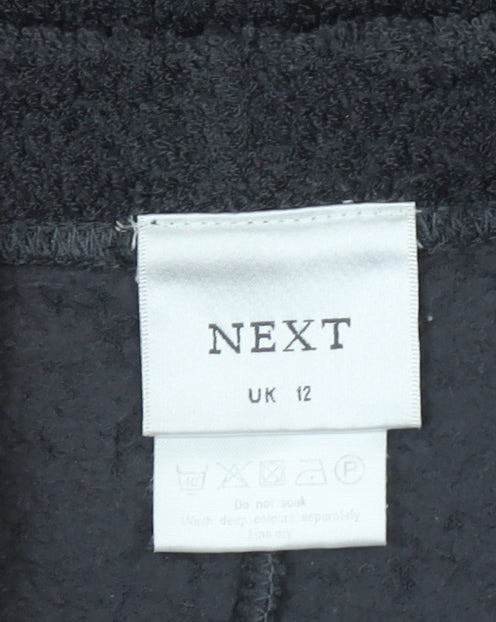 NEXT
UK 12
40
P
Do not soak
Wash deep colours separately
Line dry